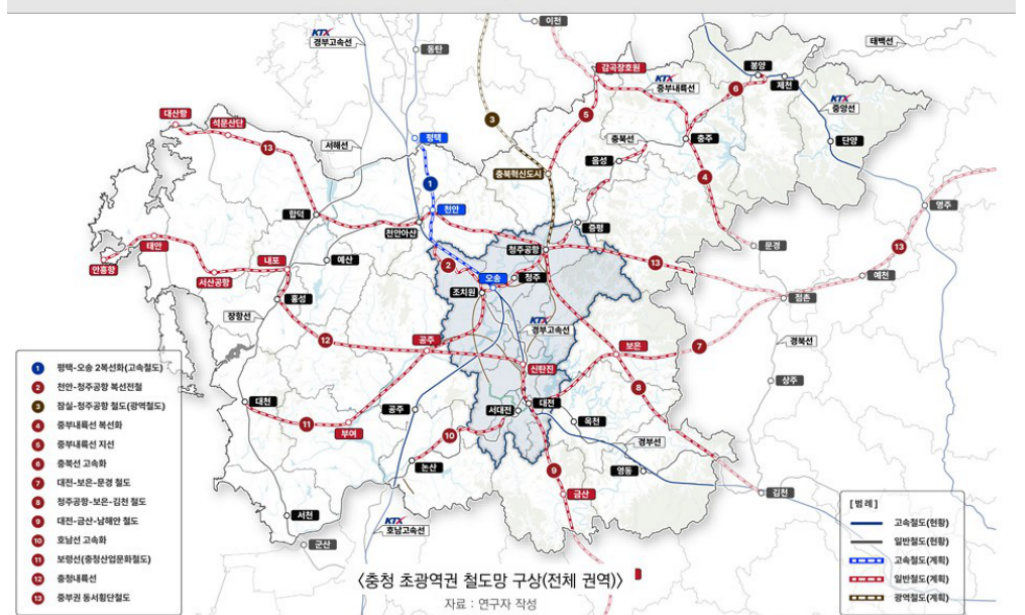 이천
KTX
경부고속선
동탄
태백선
감곡장호원
KTX
중부내륙선
봉양
제천
KTX
중앙선
대산항
석문산단
평택
서해선
충북선
충주
단양
음성
충북혁신도시
영주
합덕
천안
천안아산
증평
태안
안흥항
내포
예산
서산공항
청주공항
문경
예천
오송
청주
조치원
점촌
홍성
장항선
KTX
경부고속선
경북선
공주
보은
신탄진
상주
대천
공주
서대전
대전
옥천
부여
경부선
논산
영동
금산
김천
서천
군산
KTX
호남고속선
1 평택-오송 2복선화(고속철도)
2 천안-청주공항 복선전철
3 잠실-청주공항 철도(광역철도)
4 중부내륙선 복선화
5 중부내륙선 지선
6 충북선 고속화
7 대전-보은-문경 철도
8 청주공항-보은-김천 철도
9 대전-금산-남해안 철도
10 호남선 고속화
11 보령선(충청산업문화철도)
12 충청내륙선
13 중부권 동서횡단철도
[범례]
고속철도(현황)
일반철도(현황)
고속철도(계획)
일반철도(계획)
광역철도(계획)
〈충청 초광역권 철도망 구상(전체 권역)〉
자료 : 연구자 작성